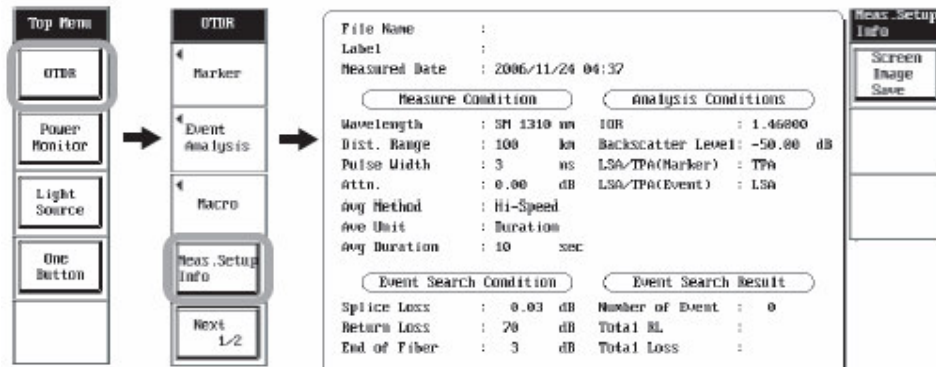 Top Menu
OTDR
Power
Monitor
Light
Source
One
Button
OTDR
Marker
Event
Analysis
Macro
Meas.Setup
Info
Next
1/2
File Name :
Label :
Measured Date : 2006/11/24 04:37
Measure Condition
Wavelength : SM 1310 nm
Dist. Range : 100 km
Pulse Width : 3 ns
Attn. : 0.00 dB
Avg Method : Hi-Speed
Ave Unit : Duration
Avg Duration : 10 sec
Analysis Conditions
IOR : 1.46000
Backscatter Level: -50.00 dB
LSA/TPA(Marker) : TPA
LSA/TPA(Event) : LSA
Event Search Condition
Splice Loss : 0.03 dB
Return Loss : 70 dB
End of Fiber : 3 dB
Event Search Result
Number of Event : 0
Total RL :
Total Loss :
Meas.Setup
Info
Screen
Image
Save